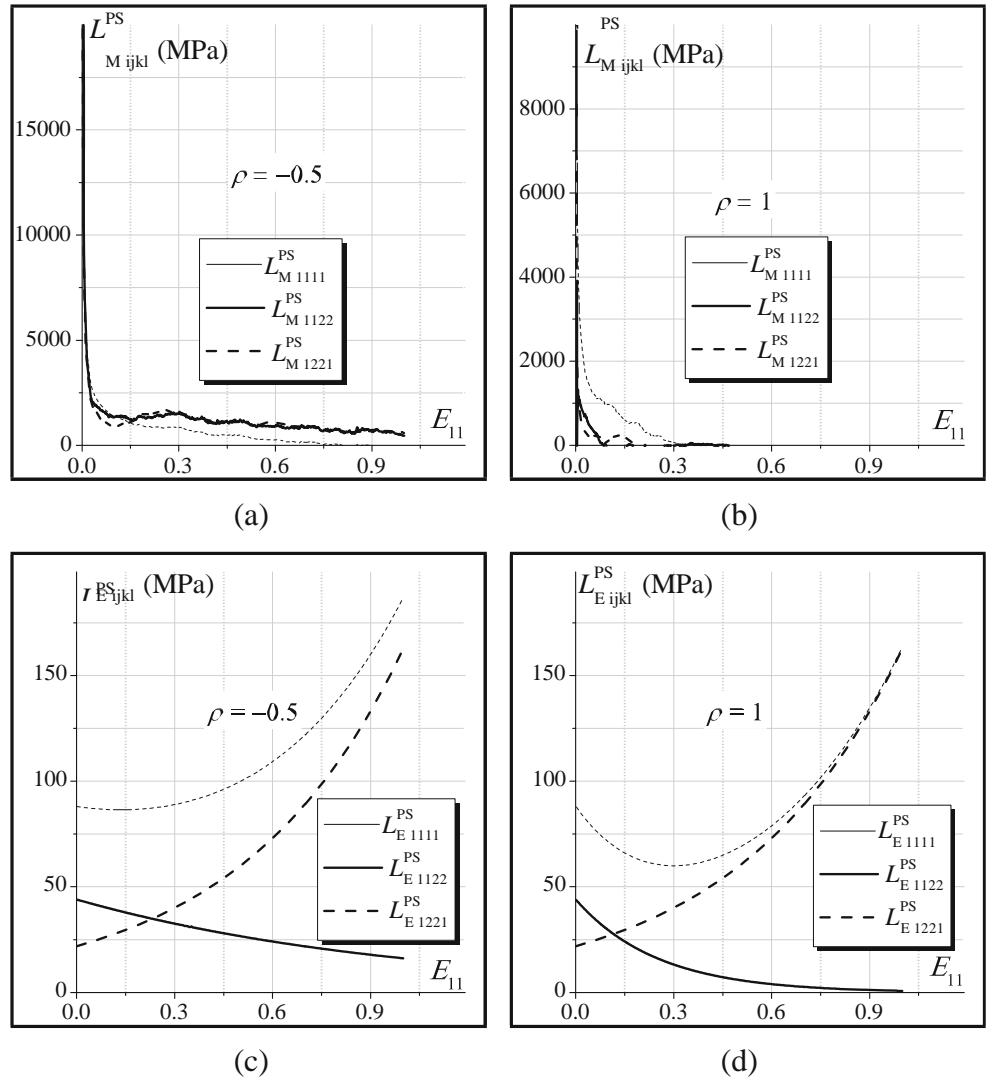 L^PS_M ijkl (MPa)
15000
10000
5000
0
0.0 0.3 0.6 0.9
ρ = −0.5
L^PS_M 1111
L^PS_M 1122
L^PS_M 1221
E_11
(a)
L^PS_M ijkl (MPa)
8000
6000
4000
2000
0
0.0 0.3 0.6 0.9
ρ = 1
L^PS_M 1111
L^PS_M 1122
L^PS_M 1221
E_11
(b)
L^PS_E ijkl (MPa)
150
100
50
0
0.0 0.3 0.6 0.9
ρ = −0.5
L^PS_E 1111
L^PS_E 1122
L^PS_E 1221
E_11
(c)
L^PS_E ijkl (MPa)
150
100
50
0
0.0 0.3 0.6 0.9
ρ = 1
L^PS_E 1111
L^PS_E 1122
L^PS_E 1221
E_11
(d)